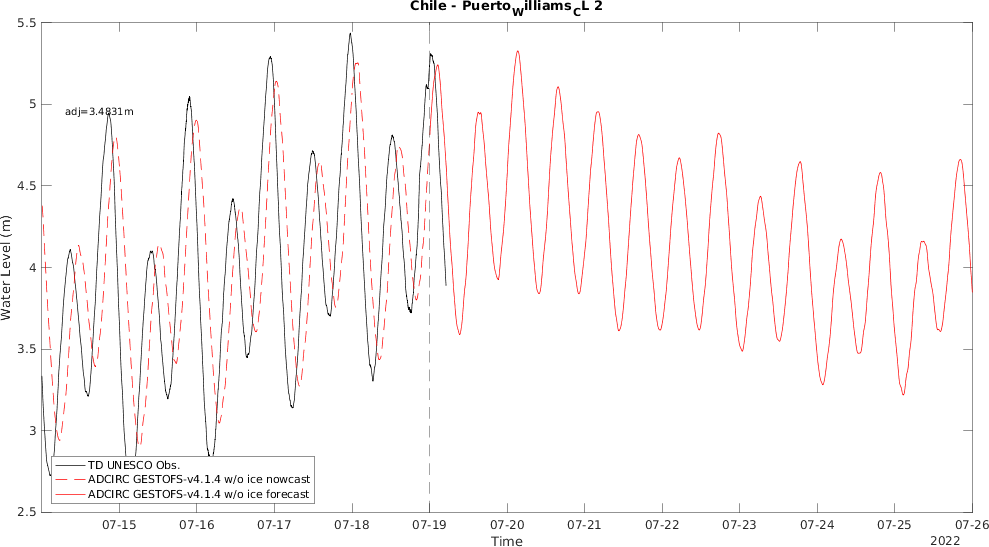 Chile - Puerto_Williams_CL 2
5.5
5
4.5
4
3.5
3
2.5
Water Level (m)
adj=3.4831m
TD UNESCO Obs.
ADCIRC GESTOFS-v4.1.4 w/o ice nowcast
ADCIRC GESTOFS-v4.1.4 w/o ice forecast
07-15 07-16 07-17 07-18 07-19 07-20 07-21 07-22 07-23 07-24 07-25 07-26
Time
2022